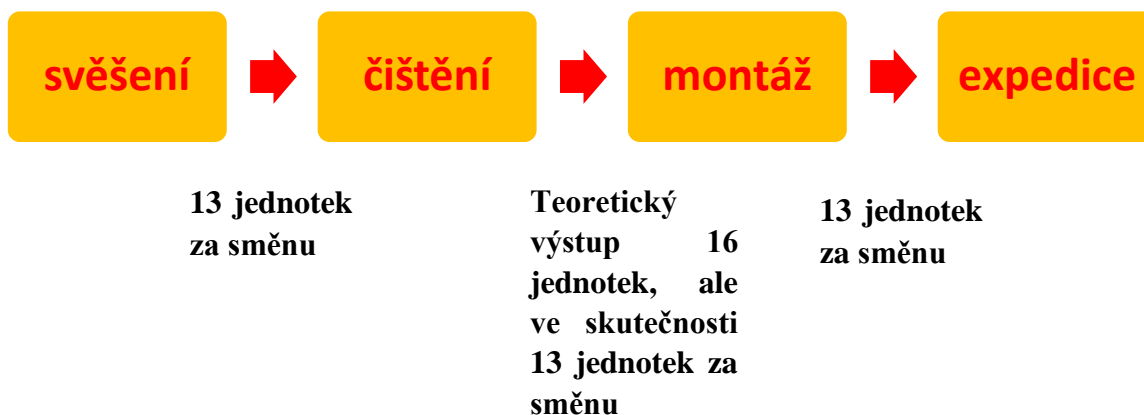 svěšení
čištění
montáž
expedice
13 jednotek
za směnu
Teoretický
výstup 16
jednotek, ale
ve skutečnosti
13 jednotek za
směnu
13 jednotek
za směnu